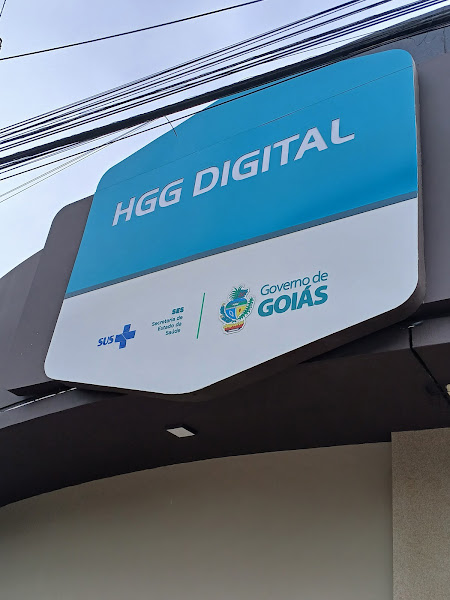 HGG DIGITAL
SUS
SES
Secretaria de
Estado da
Saúde
Governo de
GOIÁS